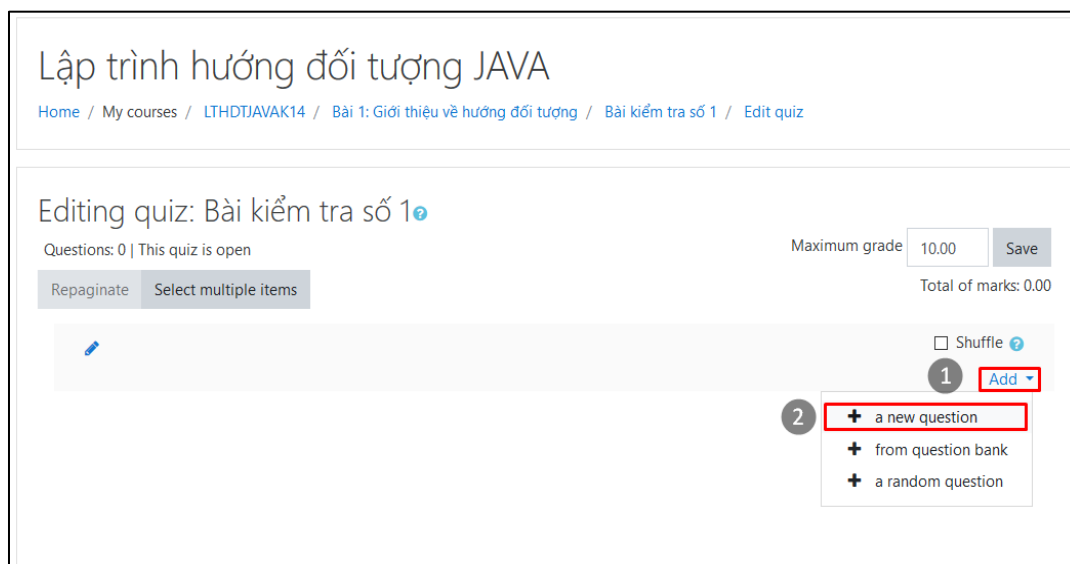 Lập trình hướng đối tượng JAVA
Home / My courses / LTHDTJAVAK14 / Bài 1: Giới thiệu về hướng đối tượng / Bài kiểm tra số 1 / Edit quiz
Editing quiz: Bài kiểm tra số 1
Questions: 0 | This quiz is open
Maximum grade 10.00 Save
Repaginate Select multiple items
Total of marks: 0.00
Shuffle
1 Add
2 a new question
from question bank
a random question